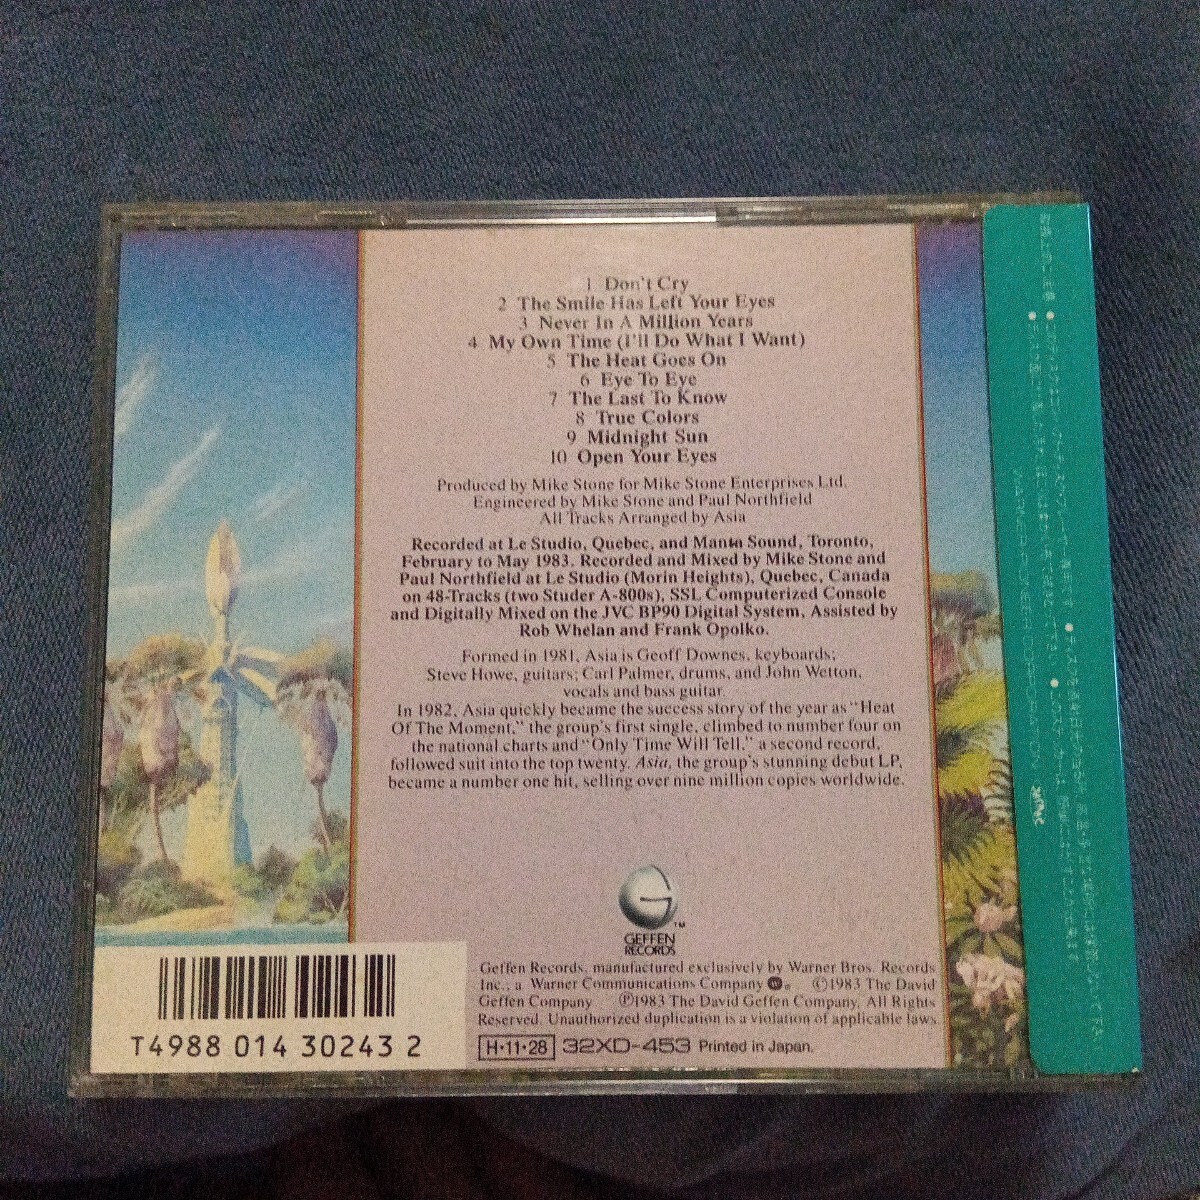 1 Don't Cry
2 The Smile Has Left Your Eyes
3 Never In A Million Years
4 My Own Time (I'll Do What I Want)
5 The Heat Goes On
6 Eye To Eye
7 The Last To Know
8 True Colors
9 Midnight Sun
10 Open Your Eyes
Produced by Mike Stone for Mike Stone Enterprises Ltd.
Engineered by Mike Stone and Paul Northfield
All Tracks Arranged by Asia
Recorded at Le Studio, Quebec, and Manta Sound, Toronto,
February to May 1983. Recorded and Mixed by Mike Stone and
Paul Northfield at Le Studio (Morin Heights), Quebec, Canada
on 48-Tracks (two Studer A-800s), SSL Computerized Console
and Digitally Mixed on the JVC BP90 Digital System, Assisted by
Rob Whelan and Frank Opolko.
Formed in 1981, Asia is Geoff Downes, keyboards;
Steve Howe, guitars; Carl Palmer, drums, and John Wetton,
vocals and bass guitar.
In 1982, Asia quickly became the success story of the year as "Heat
Of The Moment," the group's first single, climbed to number four on
the national charts and "Only Time Will Tell," a second record,
followed suit into the top twenty. Asia, the group's stunning debut LP,
became a number one hit, selling over nine million copies worldwide.
G
TM
GEFFEN
RECORDS
Geffen Records, manufactured exclusively by Warner Bros. Records
Inc., a Warner Communications Company ©1983 The David
Geffen Company ℗1983 The David Geffen Company, All Rights
Reserved. Unauthorized duplication is a violation of applicable laws.
T4988 014 30243 2
H·11·28 32XD-453 Printed in Japan.